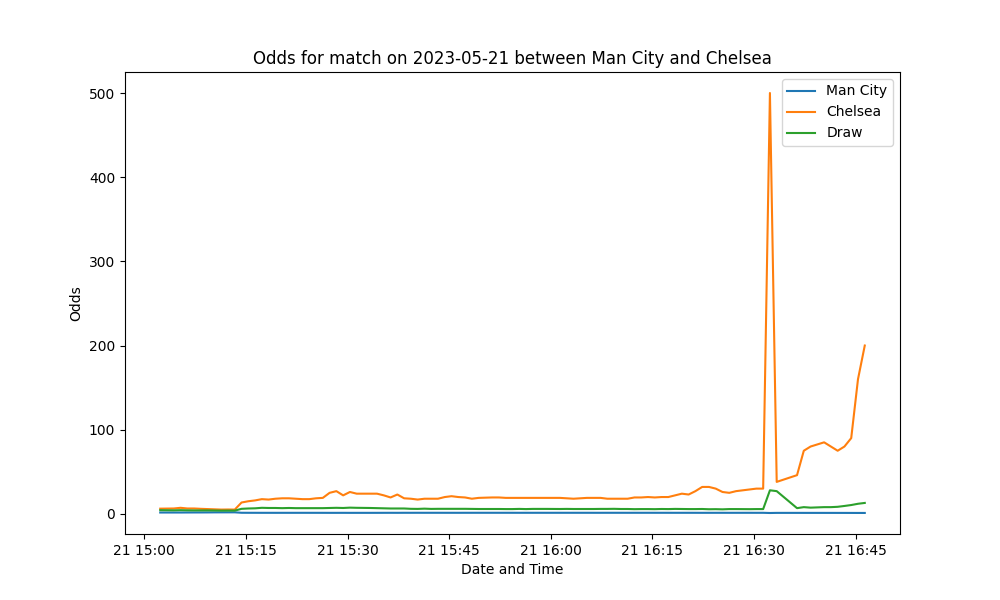 Odds for match on 2023-05-21 between Man City and Chelsea
Man City
Chelsea
Draw
500
400
300
200
100
0
Odds
21 15:00 21 15:15 21 15:30 21 15:45 21 16:00 21 16:15 21 16:30 21 16:45
Date and Time